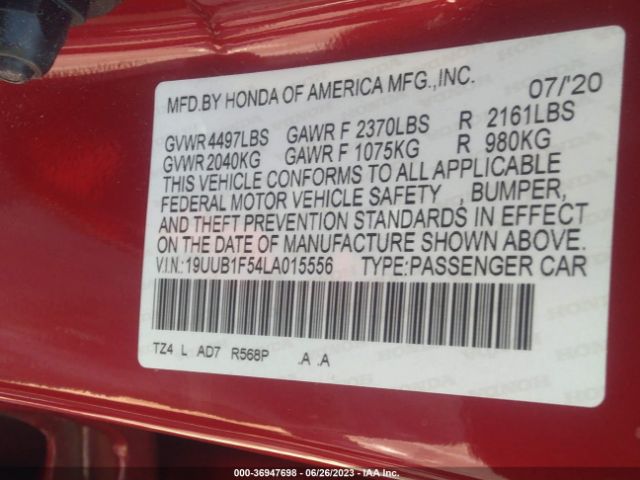 MFD.BY HONDA OF AMERICA MFG.,INC. 07/'20
GVWR 4497LBS GAWR F 2370LBS R 2161LBS
GVWR 2040KG GAWR F 1075KG R 980KG
THIS VEHICLE CONFORMS TO ALL APPLICABLE
FEDERAL MOTOR VEHICLE SAFETY , BUMPER,
AND THEFT PREVENTION STANDARDS IN EFFECT
ON THE DATE OF MANUFACTURE SHOWN ABOVE.
V.I.N.:19UUB1F54LA015556 TYPE:PASSENGER CAR
TZ4 L AD7 R568P .A .A
000-36947698 - 06/26/2023 - IAA Inc.